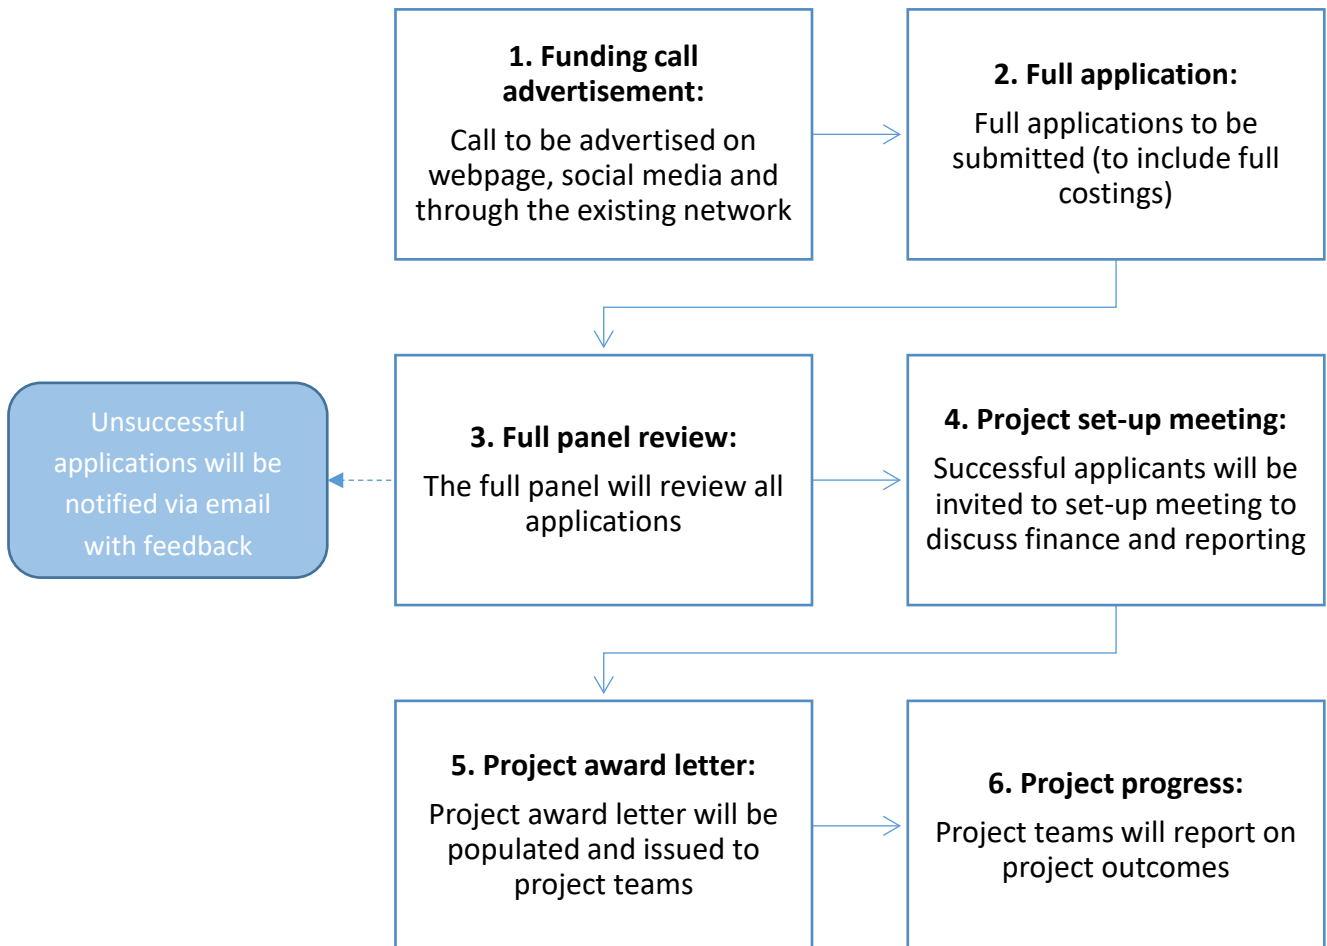 1. Funding call
advertisement:
Call to be advertised on
webpage, social media and
through the existing network
2. Full application:
Full applications to be
submitted (to include full
costings)
Unsuccessful
applications will be
notified via email
with feedback
3. Full panel review:
The full panel will review all
applications
4. Project set-up meeting:
Successful applicants will be
invited to set-up meeting to
discuss finance and reporting
5. Project award letter:
Project award letter will be
populated and issued to
project teams
6. Project progress:
Project teams will report on
project outcomes